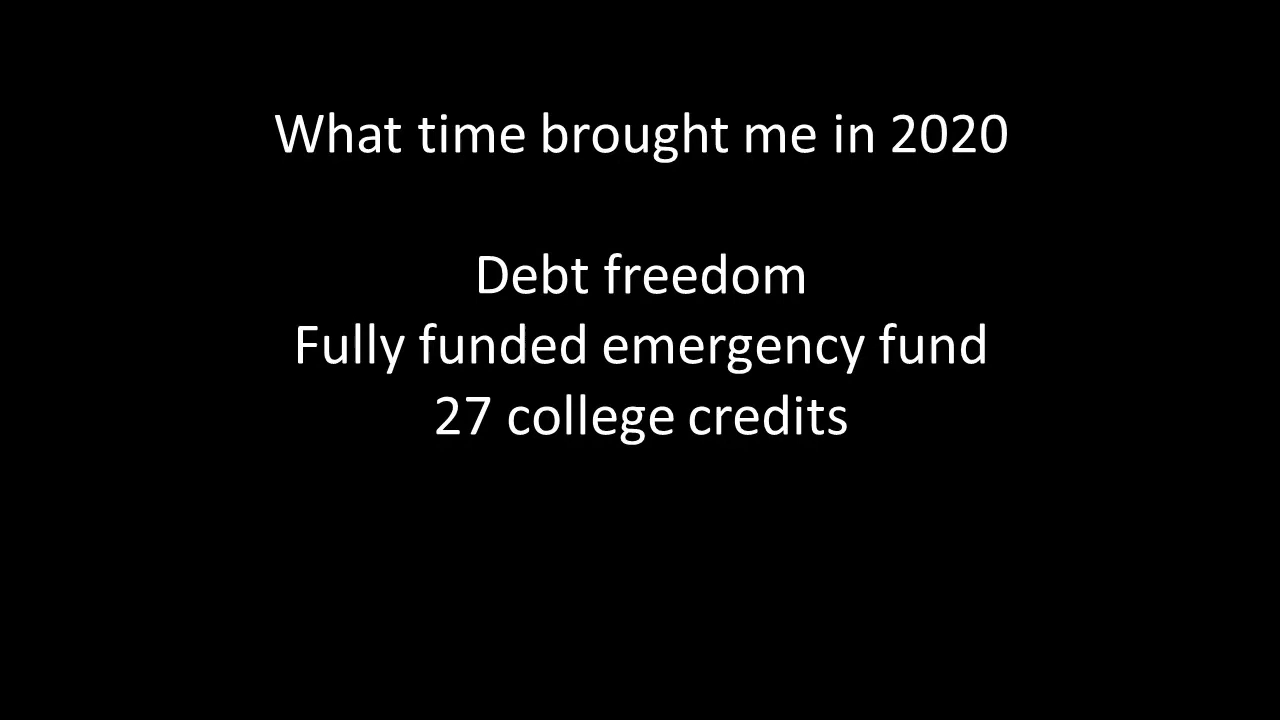 What time brought me in 2020
Debt freedom
Fully funded emergency fund
27 college credits